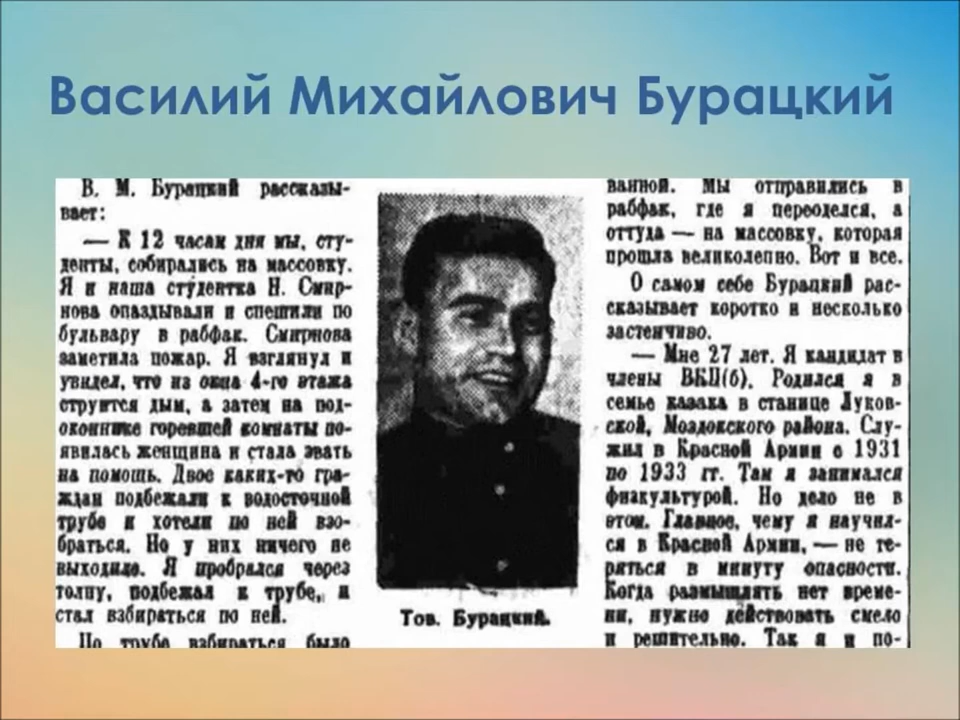 Василий Михайлович Бурацкий
В. М. Бурацкий рассказы-
вает:
— К 12 часам дня мы, сту-
денты, собирались на массовку.
Я и наша студентка Н. Смир-
нова опаздывали и спешили по
бульвару в рабфак. Смирнова
заметила пожар. Я взглянул и
увидел, что из окна 4-го этажа
струится дым, а затем на под-
оконнике горевшей комнаты по-
явилась женщина и стала звать
на помощь. Двое каких-то гра-
ждан подбежали к водосточной
трубе и хотели по ней взо-
браться. Но у них ничего не
выходило. Я пробрался через
толпу, подбежал к трубе, и
стал взбираться по ней.
По трубе взбираться было
Тов. Бурацкий.
ванной. Мы отправились в
рабфак, где я переоделся, а
оттуда — на массовку, которая
прошла великолепно. Вот и все.
О самом себе Бурацкий рас-
сказывает коротко и несколько
застенчиво.
— Мне 27 лет. Я кандидат в
члены ВКП(б). Родился я в
семье казака в станице Луков-
ской, Моздокского района. Слу-
жил в Красной Армии с 1931
по 1933 гг. Там я занимался
физкультурой. Но дело не в
этом. Главное, чему я научил-
ся в Красной Армии, — не те-
ряться в минуту опасности.
Когда размышлять нет време-
ни, нужно действовать смело
и решительно. Так я и по-